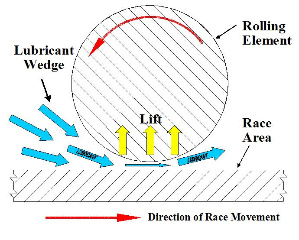 Rolling
Element
Lubricant
Wedge
Lift
Race
Area
Direction of Race Movement